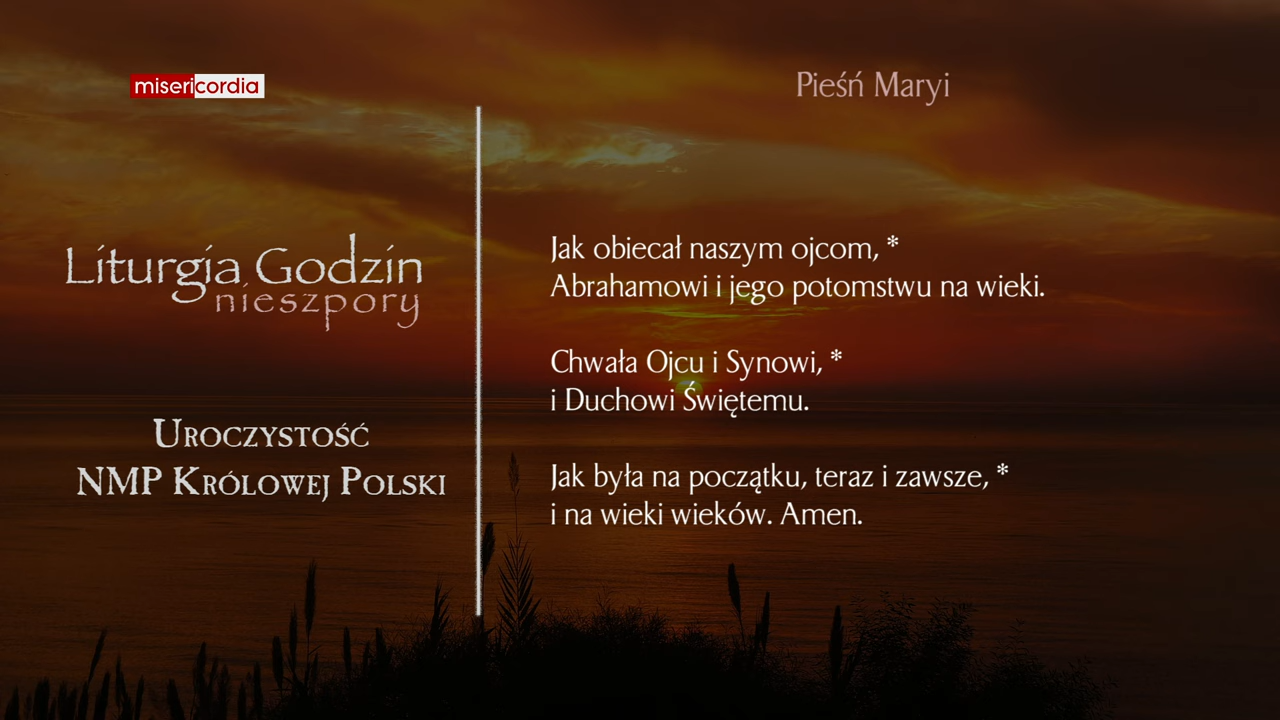 misericordia
Pieśń Maryi
Liturgia Godzin
nieszpory
Uroczystość
NMP Królowej Polski
Jak obiecał naszym ojcom, *
Abrahamowi i jego potomstwu na wieki.
Chwała Ojcu i Synowi, *
i Duchowi Świętemu.
Jak była na początku, teraz i zawsze, *
i na wieki wieków. Amen.